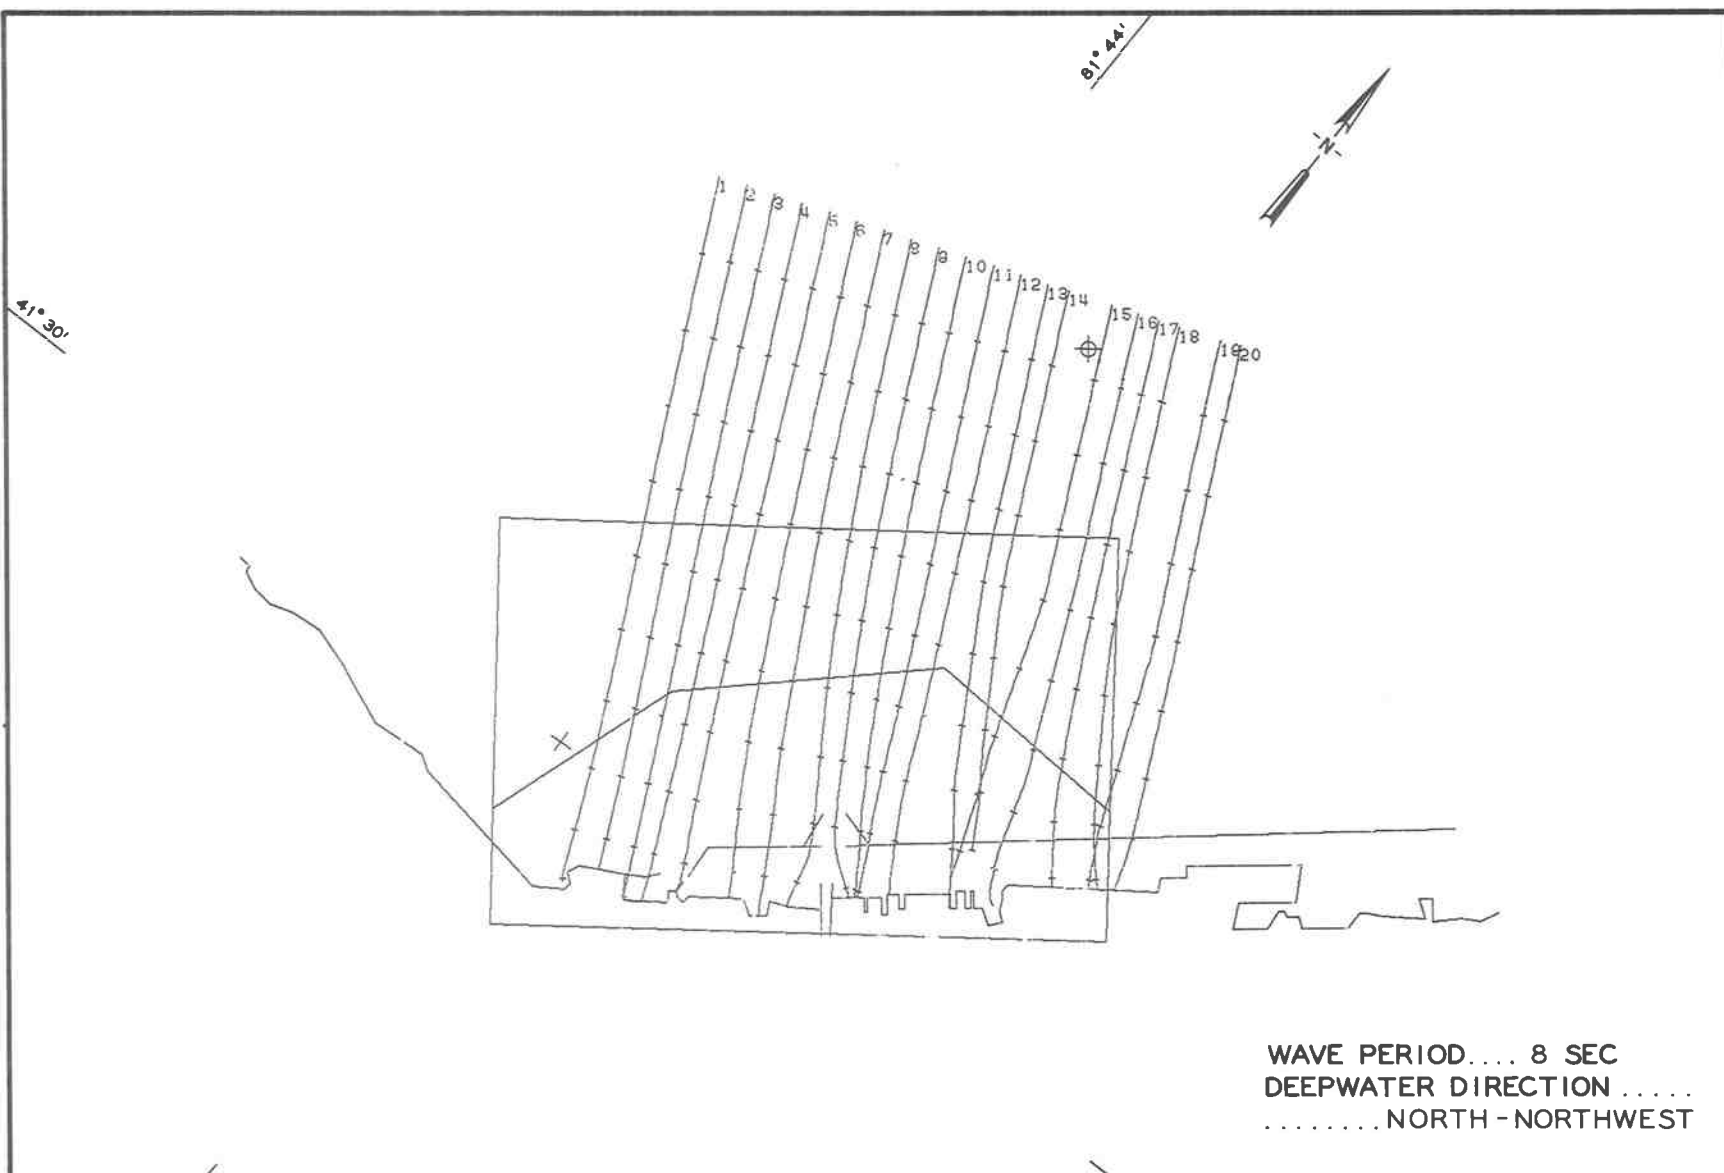 81° 44'
-N-
41° 30'
1 2 3 4 5 6 7 8 9 10 11 12 13 14 15 16 17 18 19 20
WAVE PERIOD.... 8 SEC
DEEPWATER DIRECTION .....
........ NORTH-NORTHWEST